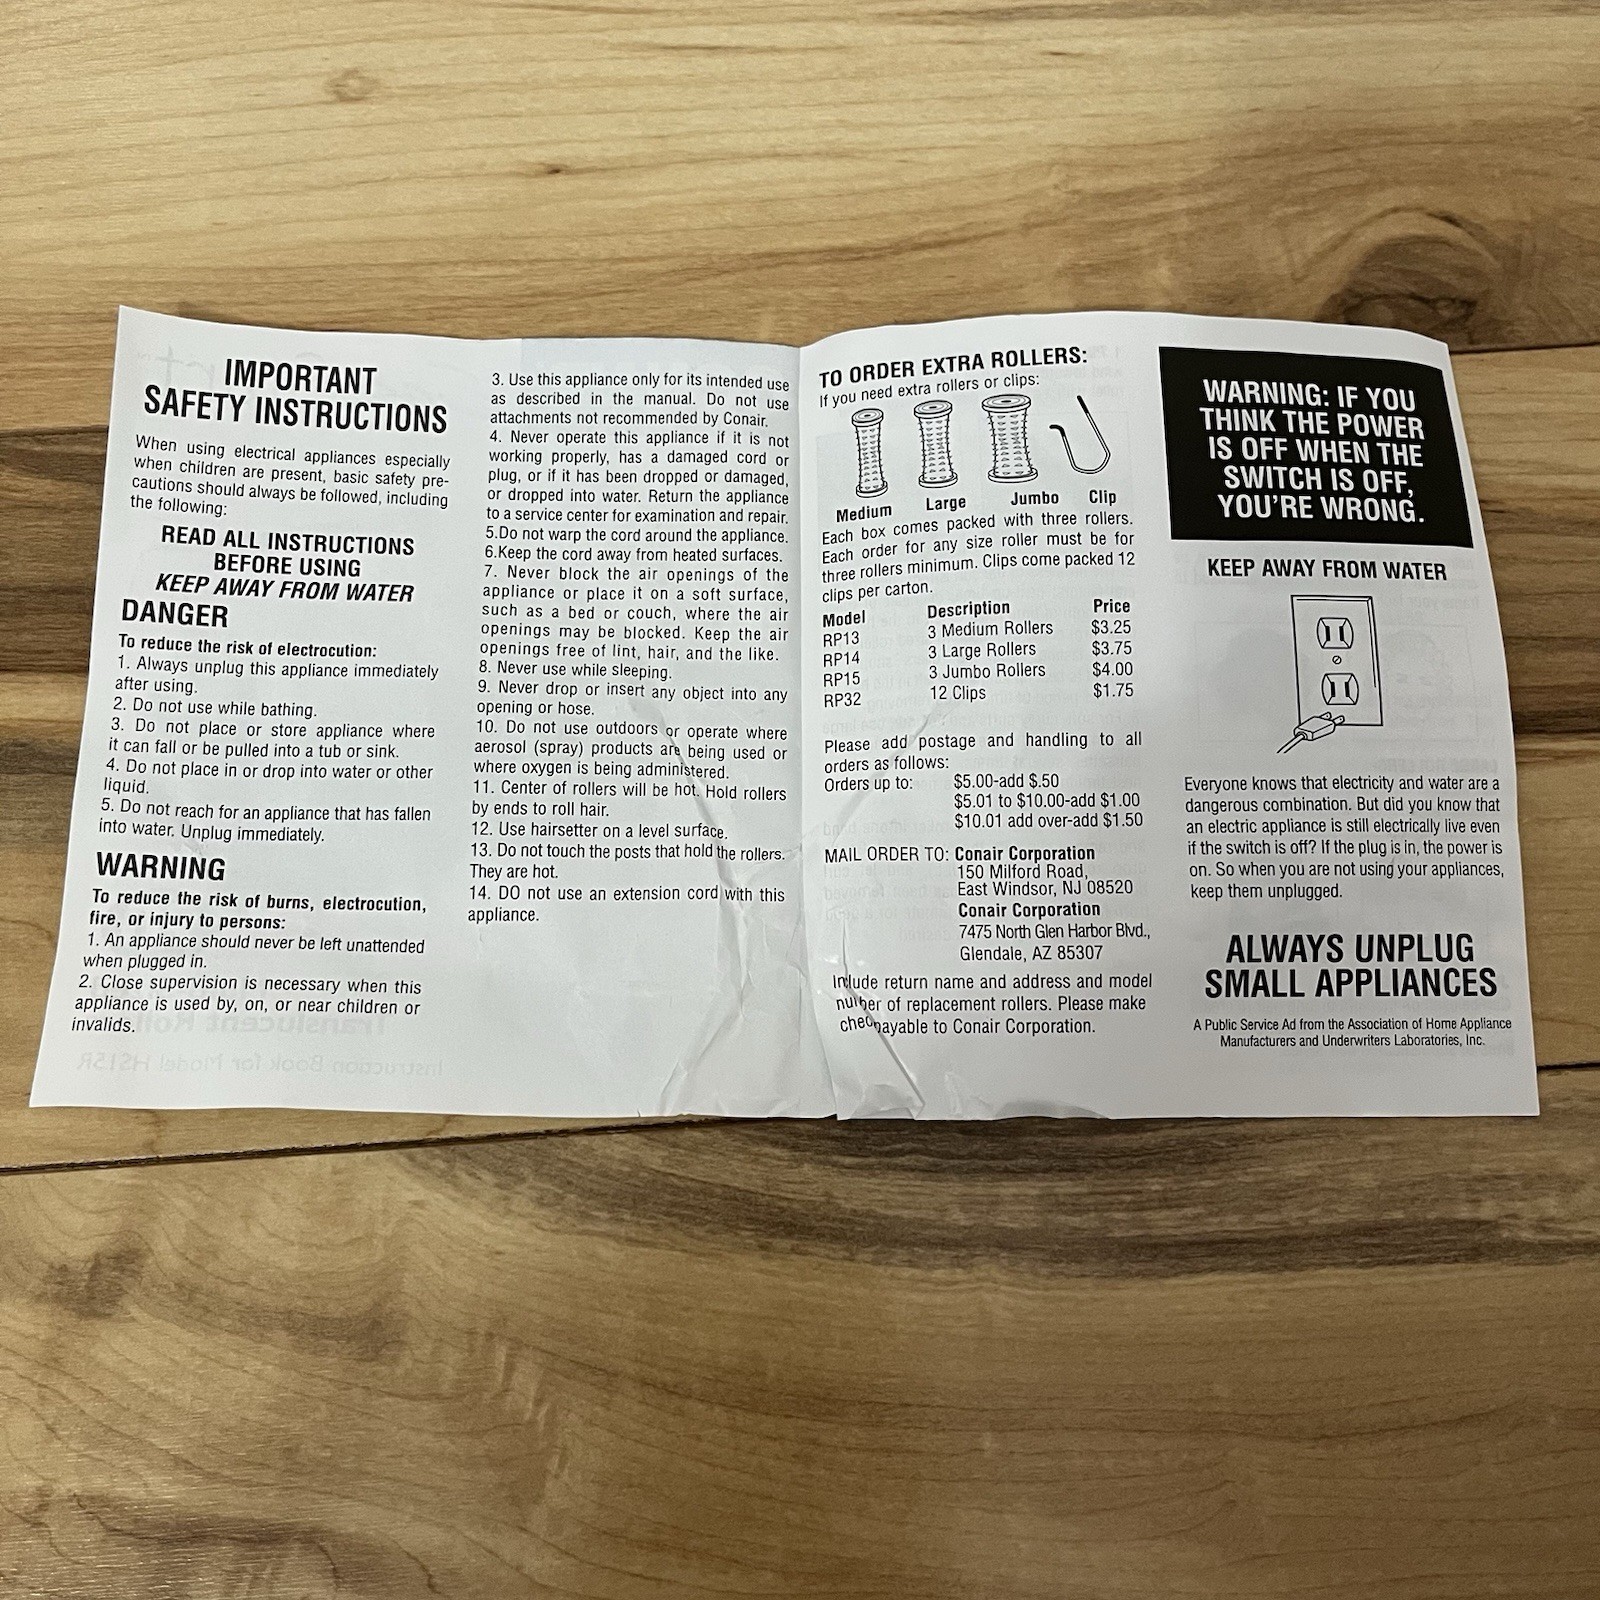 IMPORTANT
SAFETY INSTRUCTIONS
When using electrical appliances especially
when children are present, basic safety pre-
cautions should always be followed, including
the following:
READ ALL INSTRUCTIONS
BEFORE USING
KEEP AWAY FROM WATER
DANGER
To reduce the risk of electrocution:
1. Always unplug this appliance immediately
after using.
2. Do not use while bathing.
3. Do not place or store appliance where
it can fall or be pulled into a tub or sink.
4. Do not place in or drop into water or other
liquid.
5. Do not reach for an appliance that has fallen
into water. Unplug immediately.
WARNING
To reduce the risk of burns, electrocution,
fire, or injury to persons:
1. An appliance should never be left unattended
when plugged in.
2. Close supervision is necessary when this
appliance is used by, on, or near children or
invalids.
3. Use this appliance only for its intended use
as described in the manual. Do not use
attachments not recommended by Conair.
4. Never operate this appliance if it is not
working properly, has a damaged cord or
plug, or if it has been dropped or damaged,
or dropped into water. Return the appliance
to a service center for examination and repair.
5.Do not warp the cord around the appliance.
6.Keep the cord away from heated surfaces.
7. Never block the air openings of the
appliance or place it on a soft surface,
such as a bed or couch, where the air
openings may be blocked. Keep the air
openings free of lint, hair, and the like.
8. Never use while sleeping.
9. Never drop or insert any object into any
opening or hose.
10. Do not use outdoors or operate where
aerosol (spray) products are being used or
where oxygen is being administered.
11. Center of rollers will be hot. Hold rollers
by ends to roll hair.
12. Use hairsetter on a level surface.
13. Do not touch the posts that hold the rollers.
They are hot.
14. DO not use an extension cord with this
appliance.
TO ORDER EXTRA ROLLERS:
If you need extra rollers or clips:
Medium Large Jumbo Clip
Each box comes packed with three rollers.
Each order for any size roller must be for
three rollers minimum. Clips come packed 12
clips per carton.
Model Description Price
RP13 3 Medium Rollers $3.25
RP14 3 Large Rollers $3.75
RP15 3 Jumbo Rollers $4.00
RP32 12 Clips $1.75
Please add postage and handling to all
orders as follows:
Orders up to: $5.00-add $.50
$5.01 to $10.00-add $1.00
$10.01 add over-add $1.50
MAIL ORDER TO: Conair Corporation
150 Milford Road,
East Windsor, NJ 08520
Conair Corporation
7475 North Glen Harbor Blvd.,
Glendale, AZ 85307
Include return name and address and model
number of replacement rollers. Please make
payable to Conair Corporation.
WARNING: IF YOU
THINK THE POWER
IS OFF WHEN THE
SWITCH IS OFF,
YOU'RE WRONG.
KEEP AWAY FROM WATER
Everyone knows that electricity and water are a
dangerous combination. But did you know that
an electric appliance is still electrically live even
if the switch is off? If the plug is in, the power is
on. So when you are not using your appliances,
keep them unplugged.
ALWAYS UNPLUG
SMALL APPLIANCES
A Public Service Ad from the Association of Home Appliance
Manufacturers and Underwriters Laboratories, Inc.